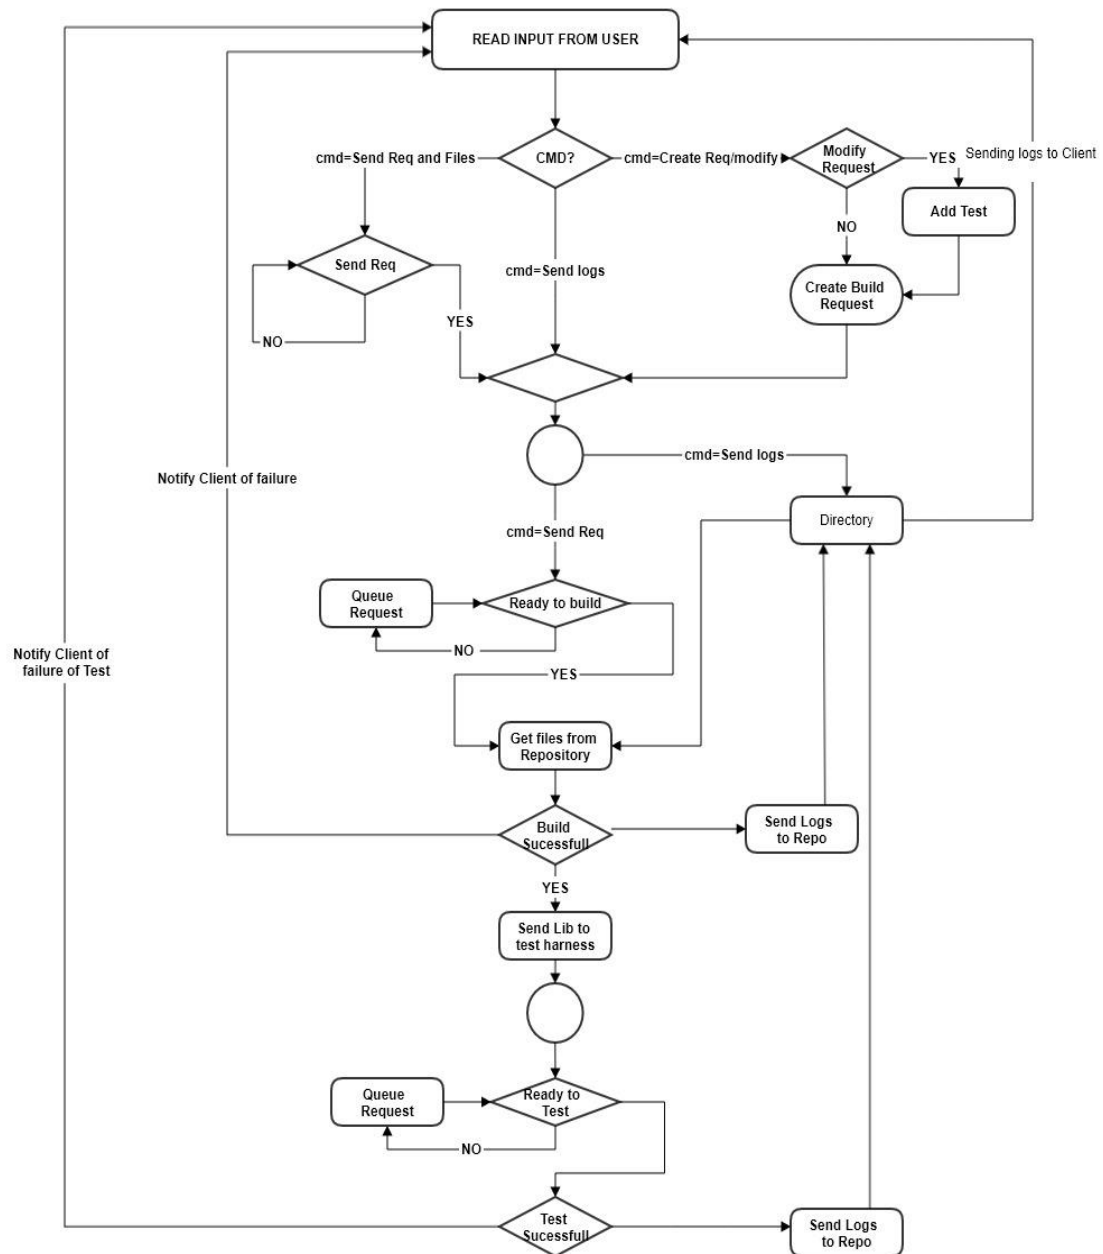 READ INPUT FROM USER
cmd=Send Req and Files
CMD?
cmd=Create Req/modify
Modify
Request
YES
Sending logs to Client
Add Test
NO
Send Req
cmd=Send logs
Create Build
Request
YES
NO
cmd=Send logs
Notify Client of failure
Directory
cmd=Send Req
Queue
Request
Ready to build
NO
Notify Client of
failure of Test
YES
Get files from
Repository
Build
Sucessfull
Send Logs
to Repo
YES
Send Lib to
test harness
Queue
Request
Ready to
Test
NO
Test
Sucessfull
Send Logs
to Repo